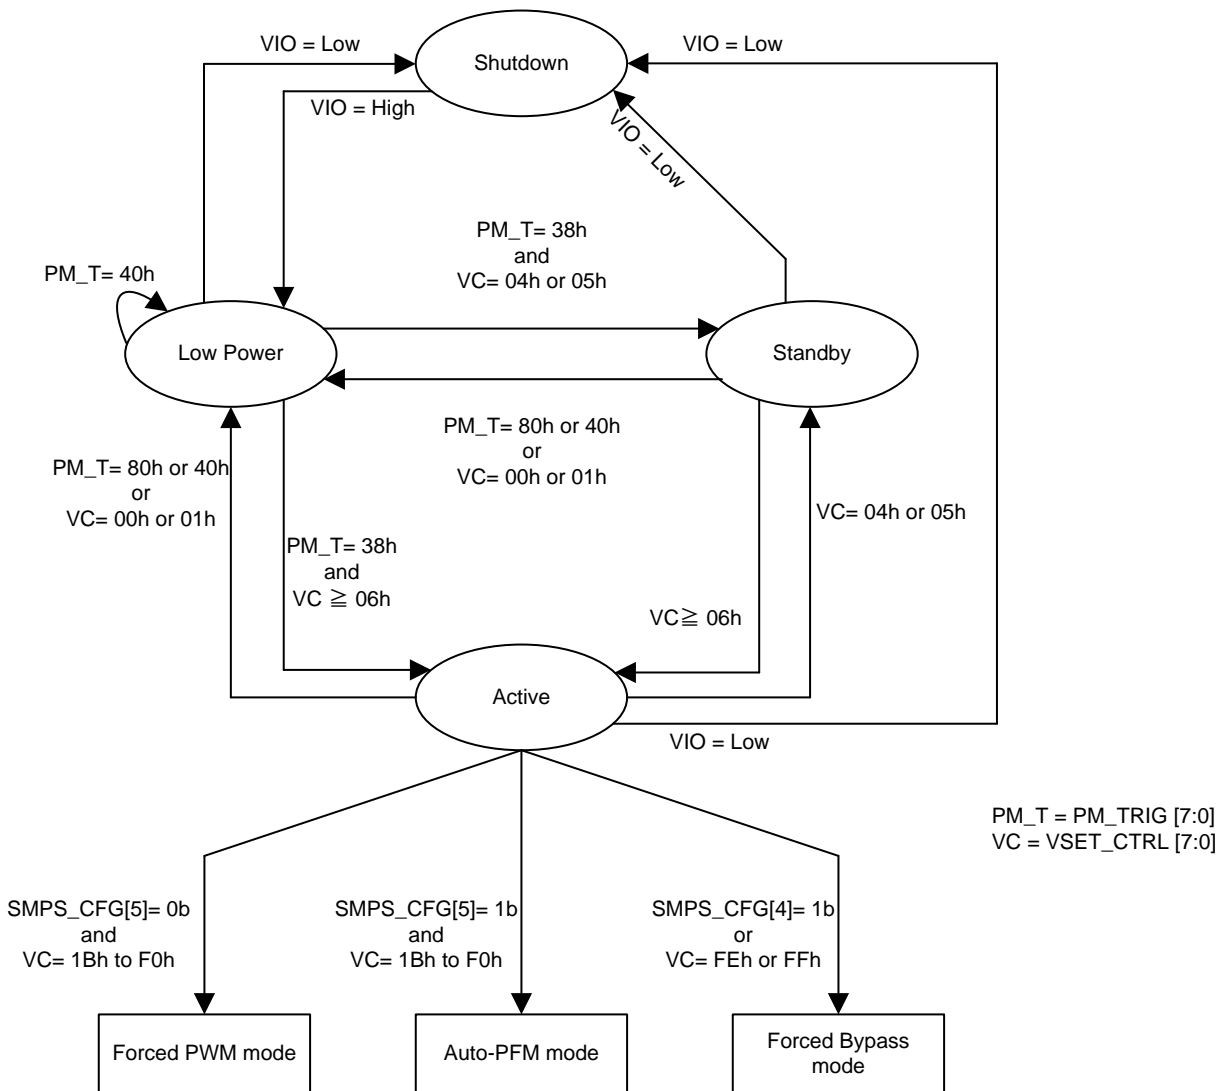 VIO = Low
VIO = Low
Shutdown
VIO = High
VIO = Low
PM_T= 38h
and
VC= 04h or 05h
PM_T= 40h
Low Power
Standby
PM_T= 80h or 40h
or
VC= 00h or 01h
PM_T= 80h or 40h
or
VC= 00h or 01h
VC= 04h or 05h
PM_T= 38h
and
VC ≧ 06h
VC≧ 06h
Active
VIO = Low
PM_T = PM_TRIG [7:0]
VC = VSET_CTRL [7:0]
SMPS_CFG[5]= 0b
and
VC= 1Bh to F0h
SMPS_CFG[5]= 1b
and
VC= 1Bh to F0h
SMPS_CFG[4]= 1b
or
VC= FEh or FFh
Forced PWM mode
Auto-PFM mode
Forced Bypass
mode